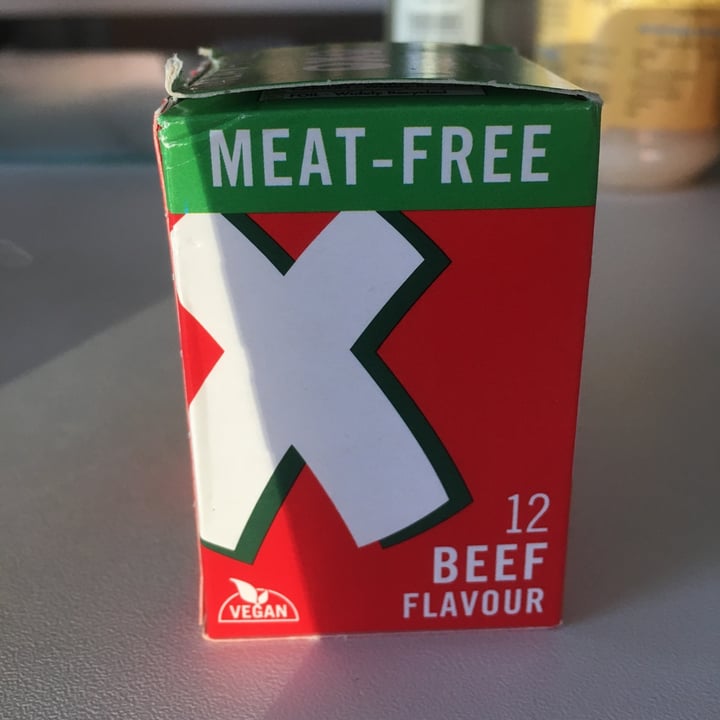 MEAT-FREE
X
12
BEEF
FLAVOUR
VEGAN